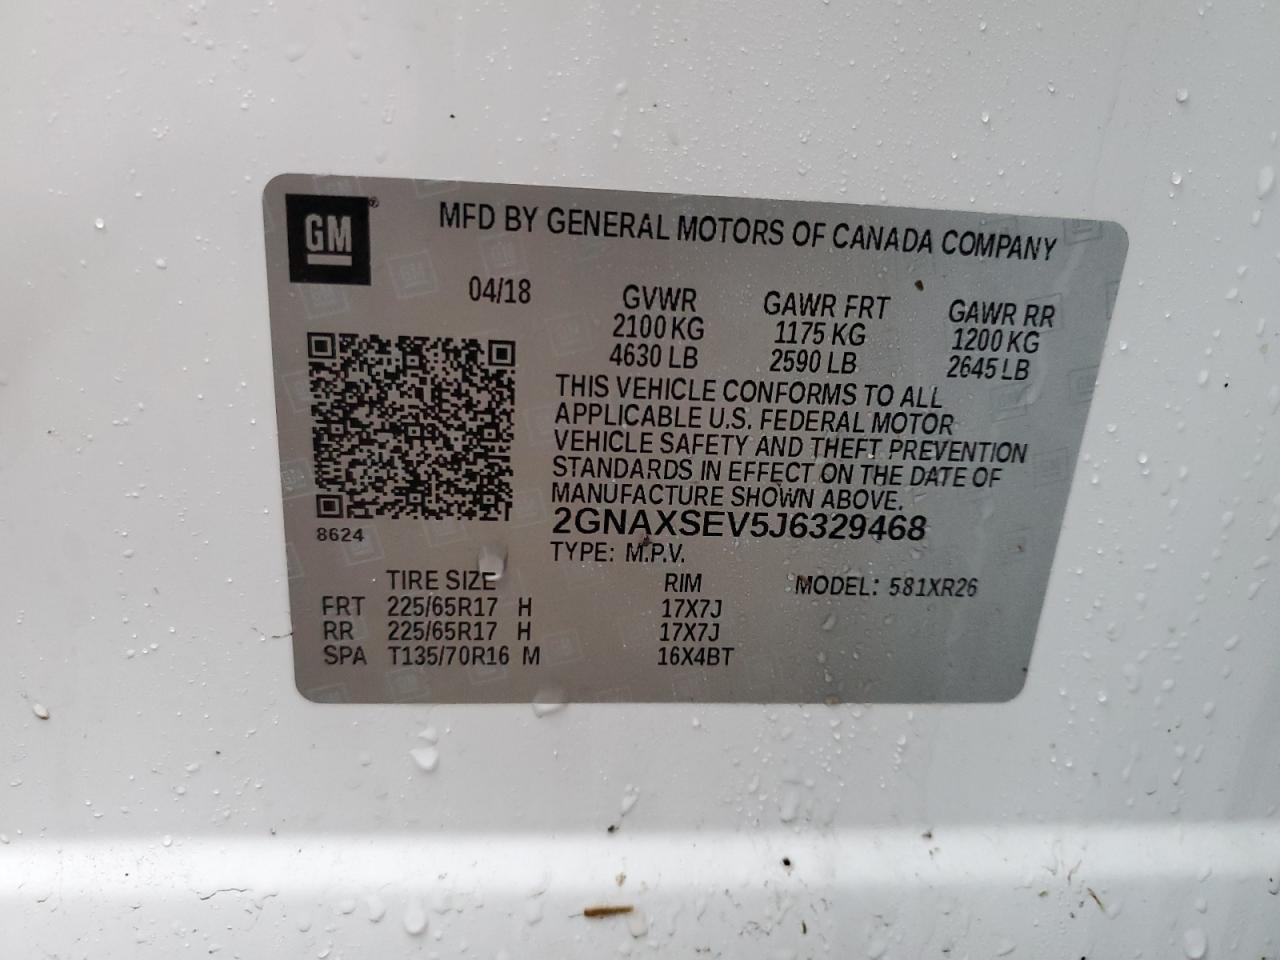 GM
MFD BY GENERAL MOTORS OF CANADA COMPANY
04/18
GVWR GAWR FRT GAWR RR
2100 KG 1175 KG 1200 KG
4630 LB 2590 LB 2645 LB
THIS VEHICLE CONFORMS TO ALL
APPLICABLE U.S. FEDERAL MOTOR
VEHICLE SAFETY AND THEFT PREVENTION
STANDARDS IN EFFECT ON THE DATE OF
MANUFACTURE SHOWN ABOVE.
2GNAXSEV5J6329468
8624
TYPE: M.P.V.
TIRE SIZE RIM MODEL: 581XR26
FRT 225/65R17 H 17X7J
RR 225/65R17 H 17X7J
SPA T135/70R16 M 16X4BT